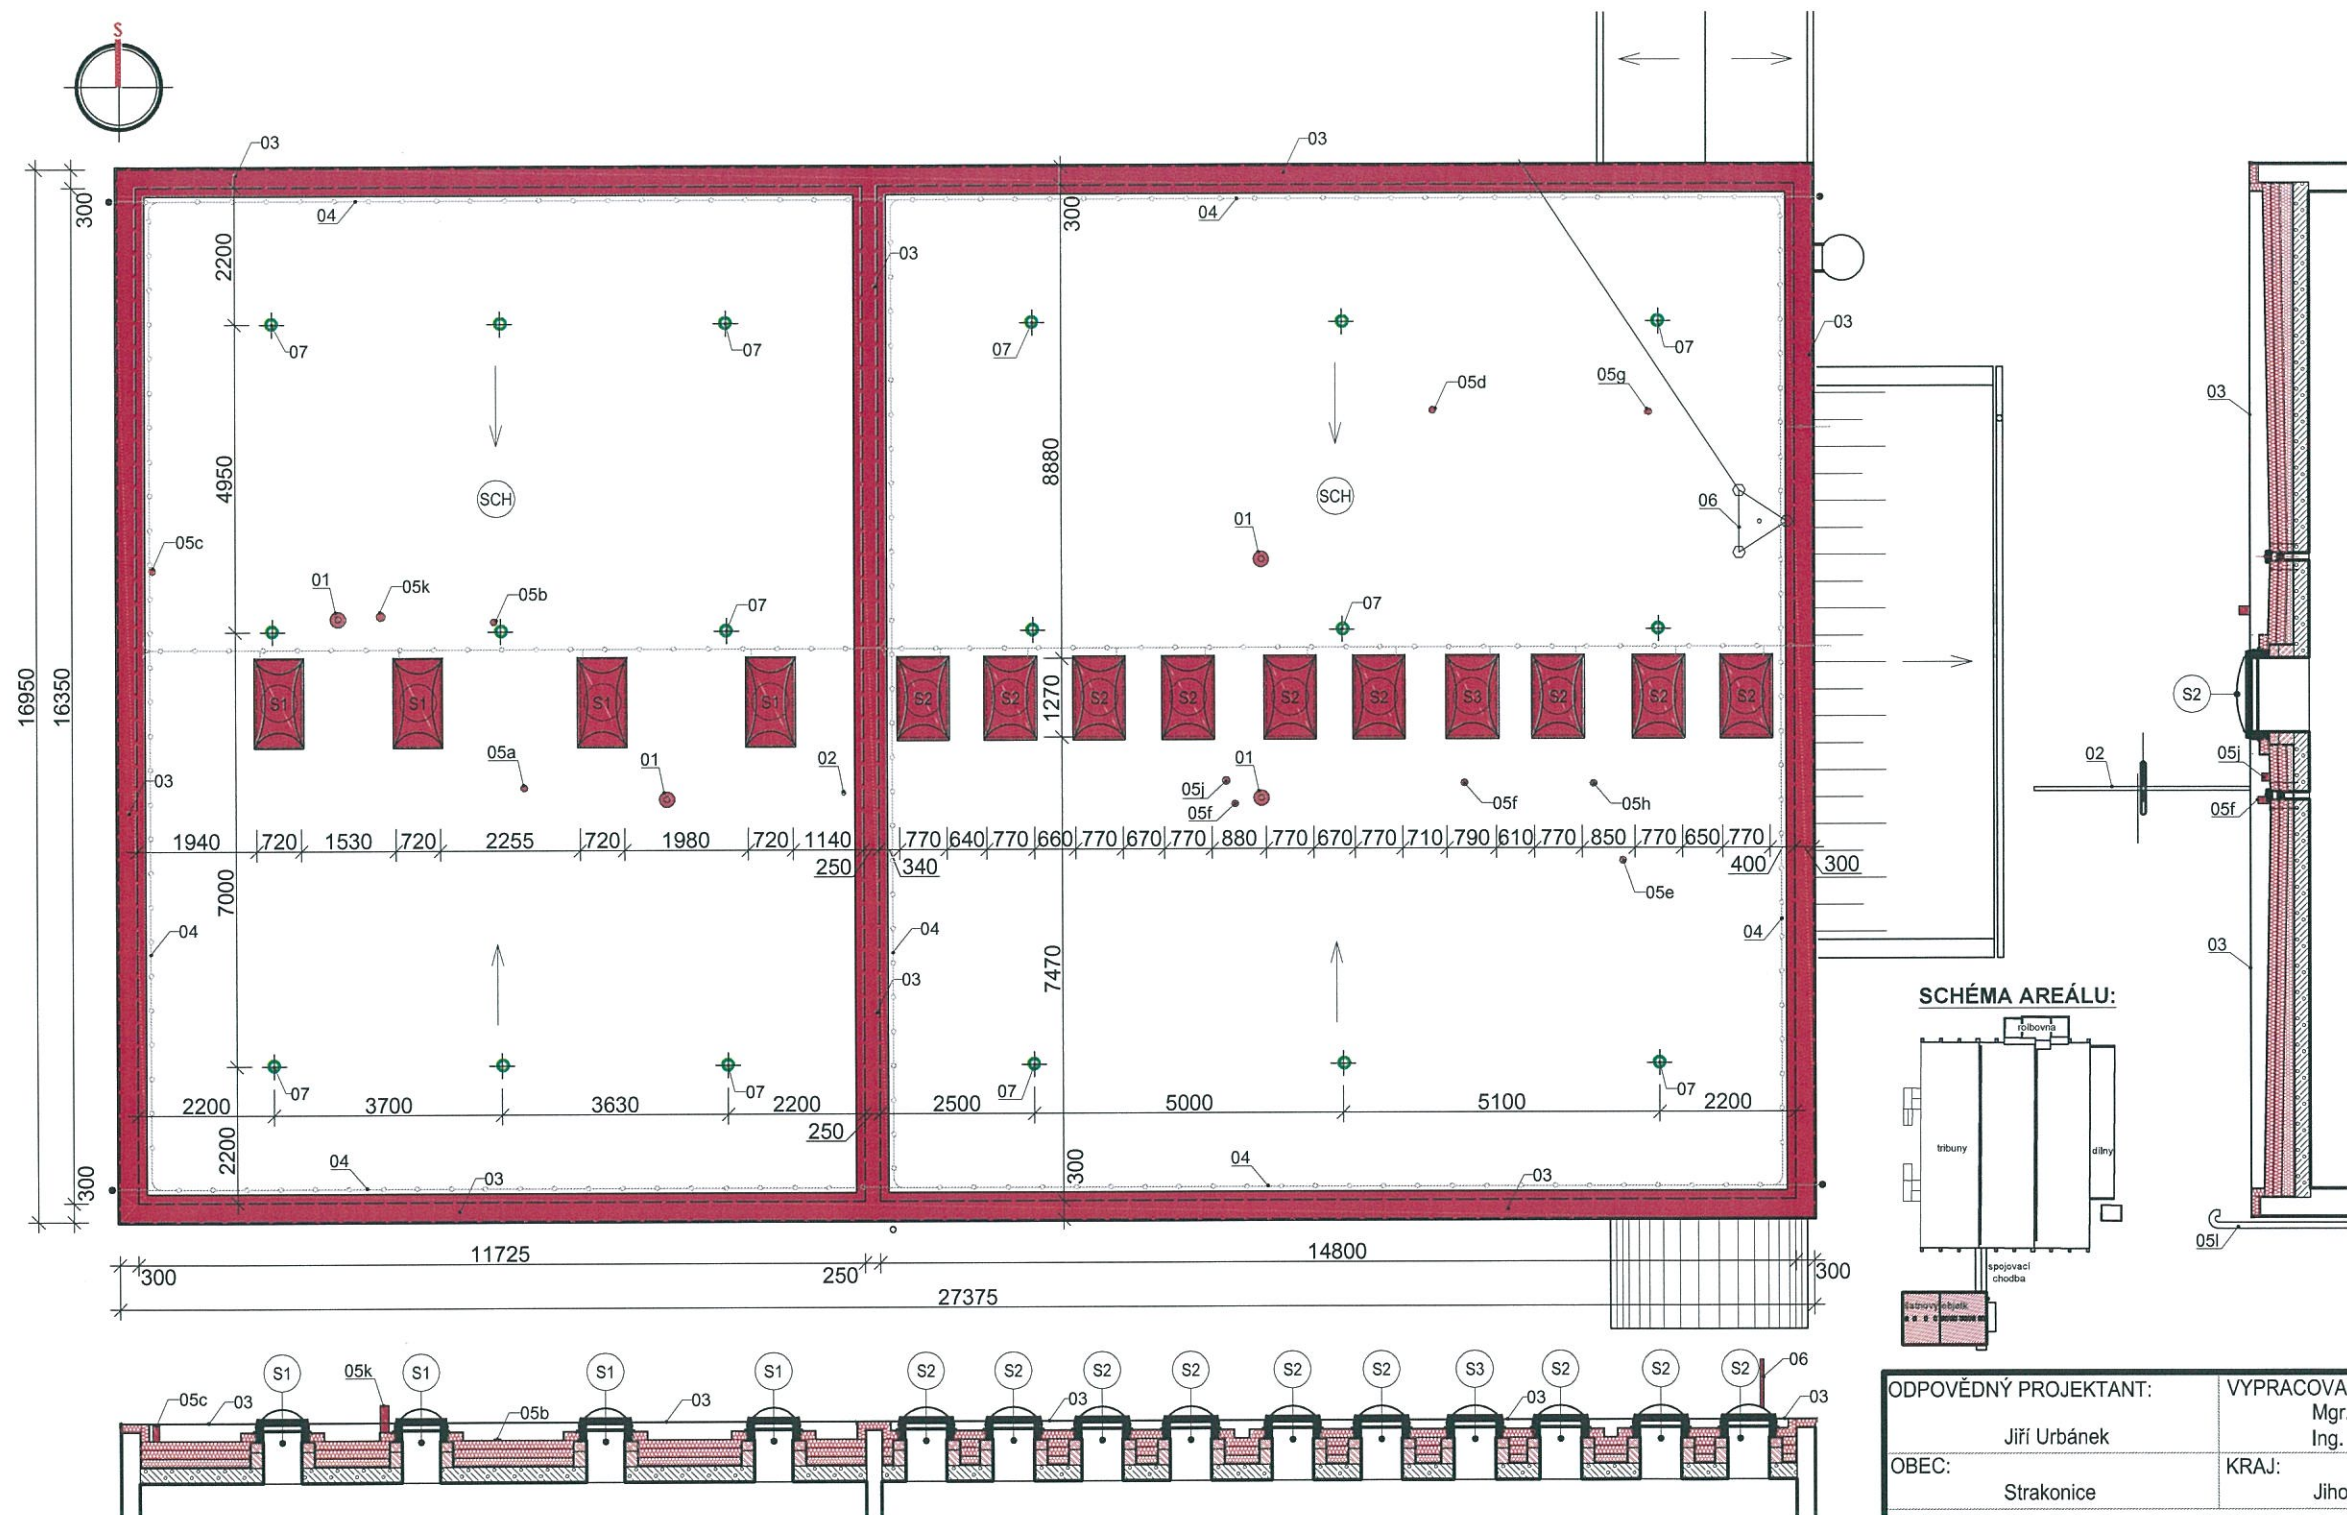 S
03
03
300
04
04
300
2200
03
03
07
07
07
07
05d
05g
03
4950
8880
SCH
SCH
06
01
05c
01
05k
05b
07
07
16950
16350
S1
S1
S1
S1
S2
S2
S2
S2
S2
S2
S3
S2
S2
S2
1270
S2
05a
01
02
01
05j
05f
05f
05h
02
05j
05f
03
1940
720
1530
720
2255
720
1980
720
1140
770
640
770
660
770
670
770
880
770
670
770
710
790
610
770
850
770
650
770
250
340
400
300
7000
05e
04
04
04
03
7470
03
SCHÉMA AREÁLU:
rolbovna
tribuny
dílny
spojovací
chodba
šatnový objekt
07
07
07
07
2200
3700
3630
2200
2500
5000
5100
2200
250
2200
300
04
03
04
03
300
05l
11725
14800
300
250
300
27375
S1
05k
S1
S1
S1
S2
S2
S2
S2
S2
S2
S3
S2
S2
S2
06
05c
03
05b
03
03
03
03
ODPOVĚDNÝ PROJEKTANT:
VYPRACOVA
Mgr.
Jiří Urbánek
Ing.
OBEC:
KRAJ:
Strakonice
Jiho